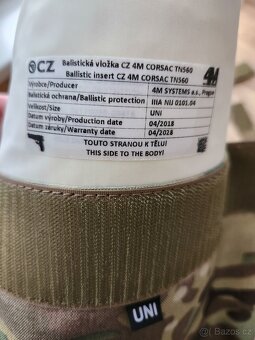 CZ Balistická vložka CZ 4M CORSAC TN560 4M
Ballistic insert CZ 4M CORSAC TN560
Výrobce/Producer 4M SYSTEMS a.s., Prague
Balistická ochrana/Ballistic protection IIIA NIJ 0101.04
Velikost/Size UNI
Datum výroby/Production date 04/2018
Datum záruky/Warranty date 04/2028
TOUTO STRANOU K TĚLU!
THIS SIDE TO THE BODY!
UNI
Bazoš.cz